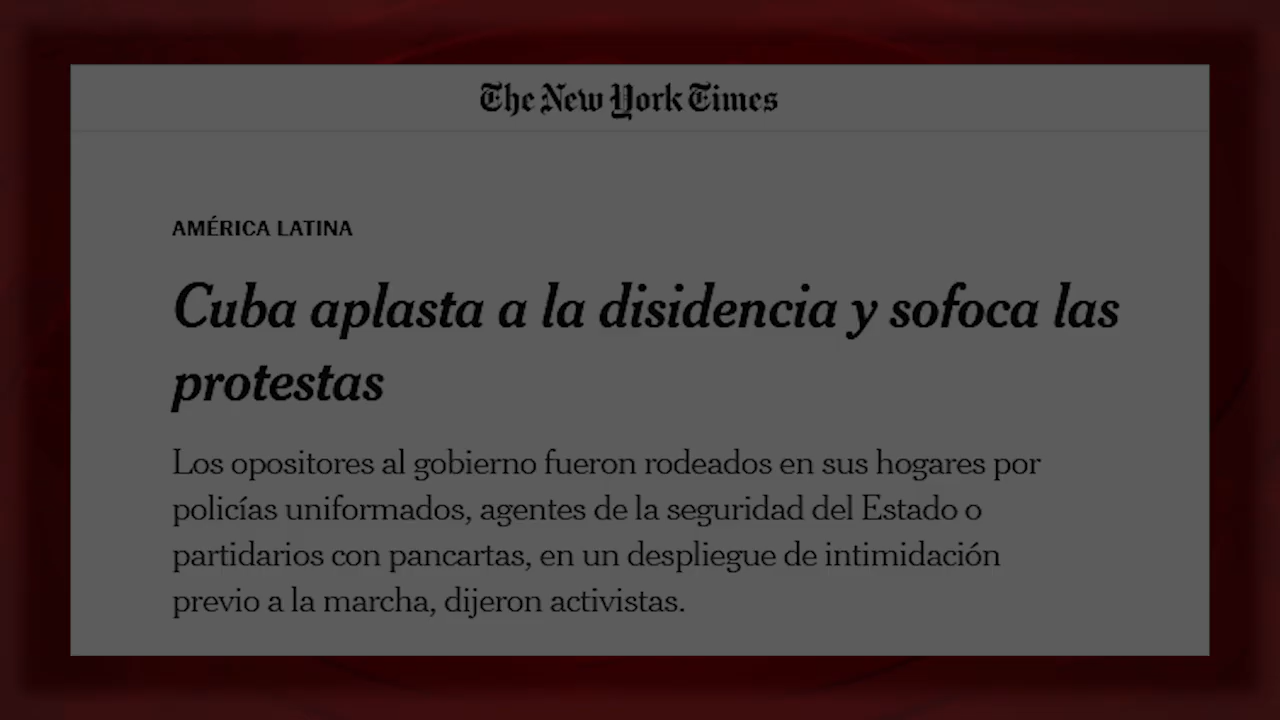 The New York Times
AMÉRICA LATINA
Cuba aplasta a la disidencia y sofoca las
protestas
Los opositores al gobierno fueron rodeados en sus hogares por
policías uniformados, agentes de la seguridad del Estado o
partidarios con pancartas, en un despliegue de intimidación
previo a la marcha, dijeron activistas.